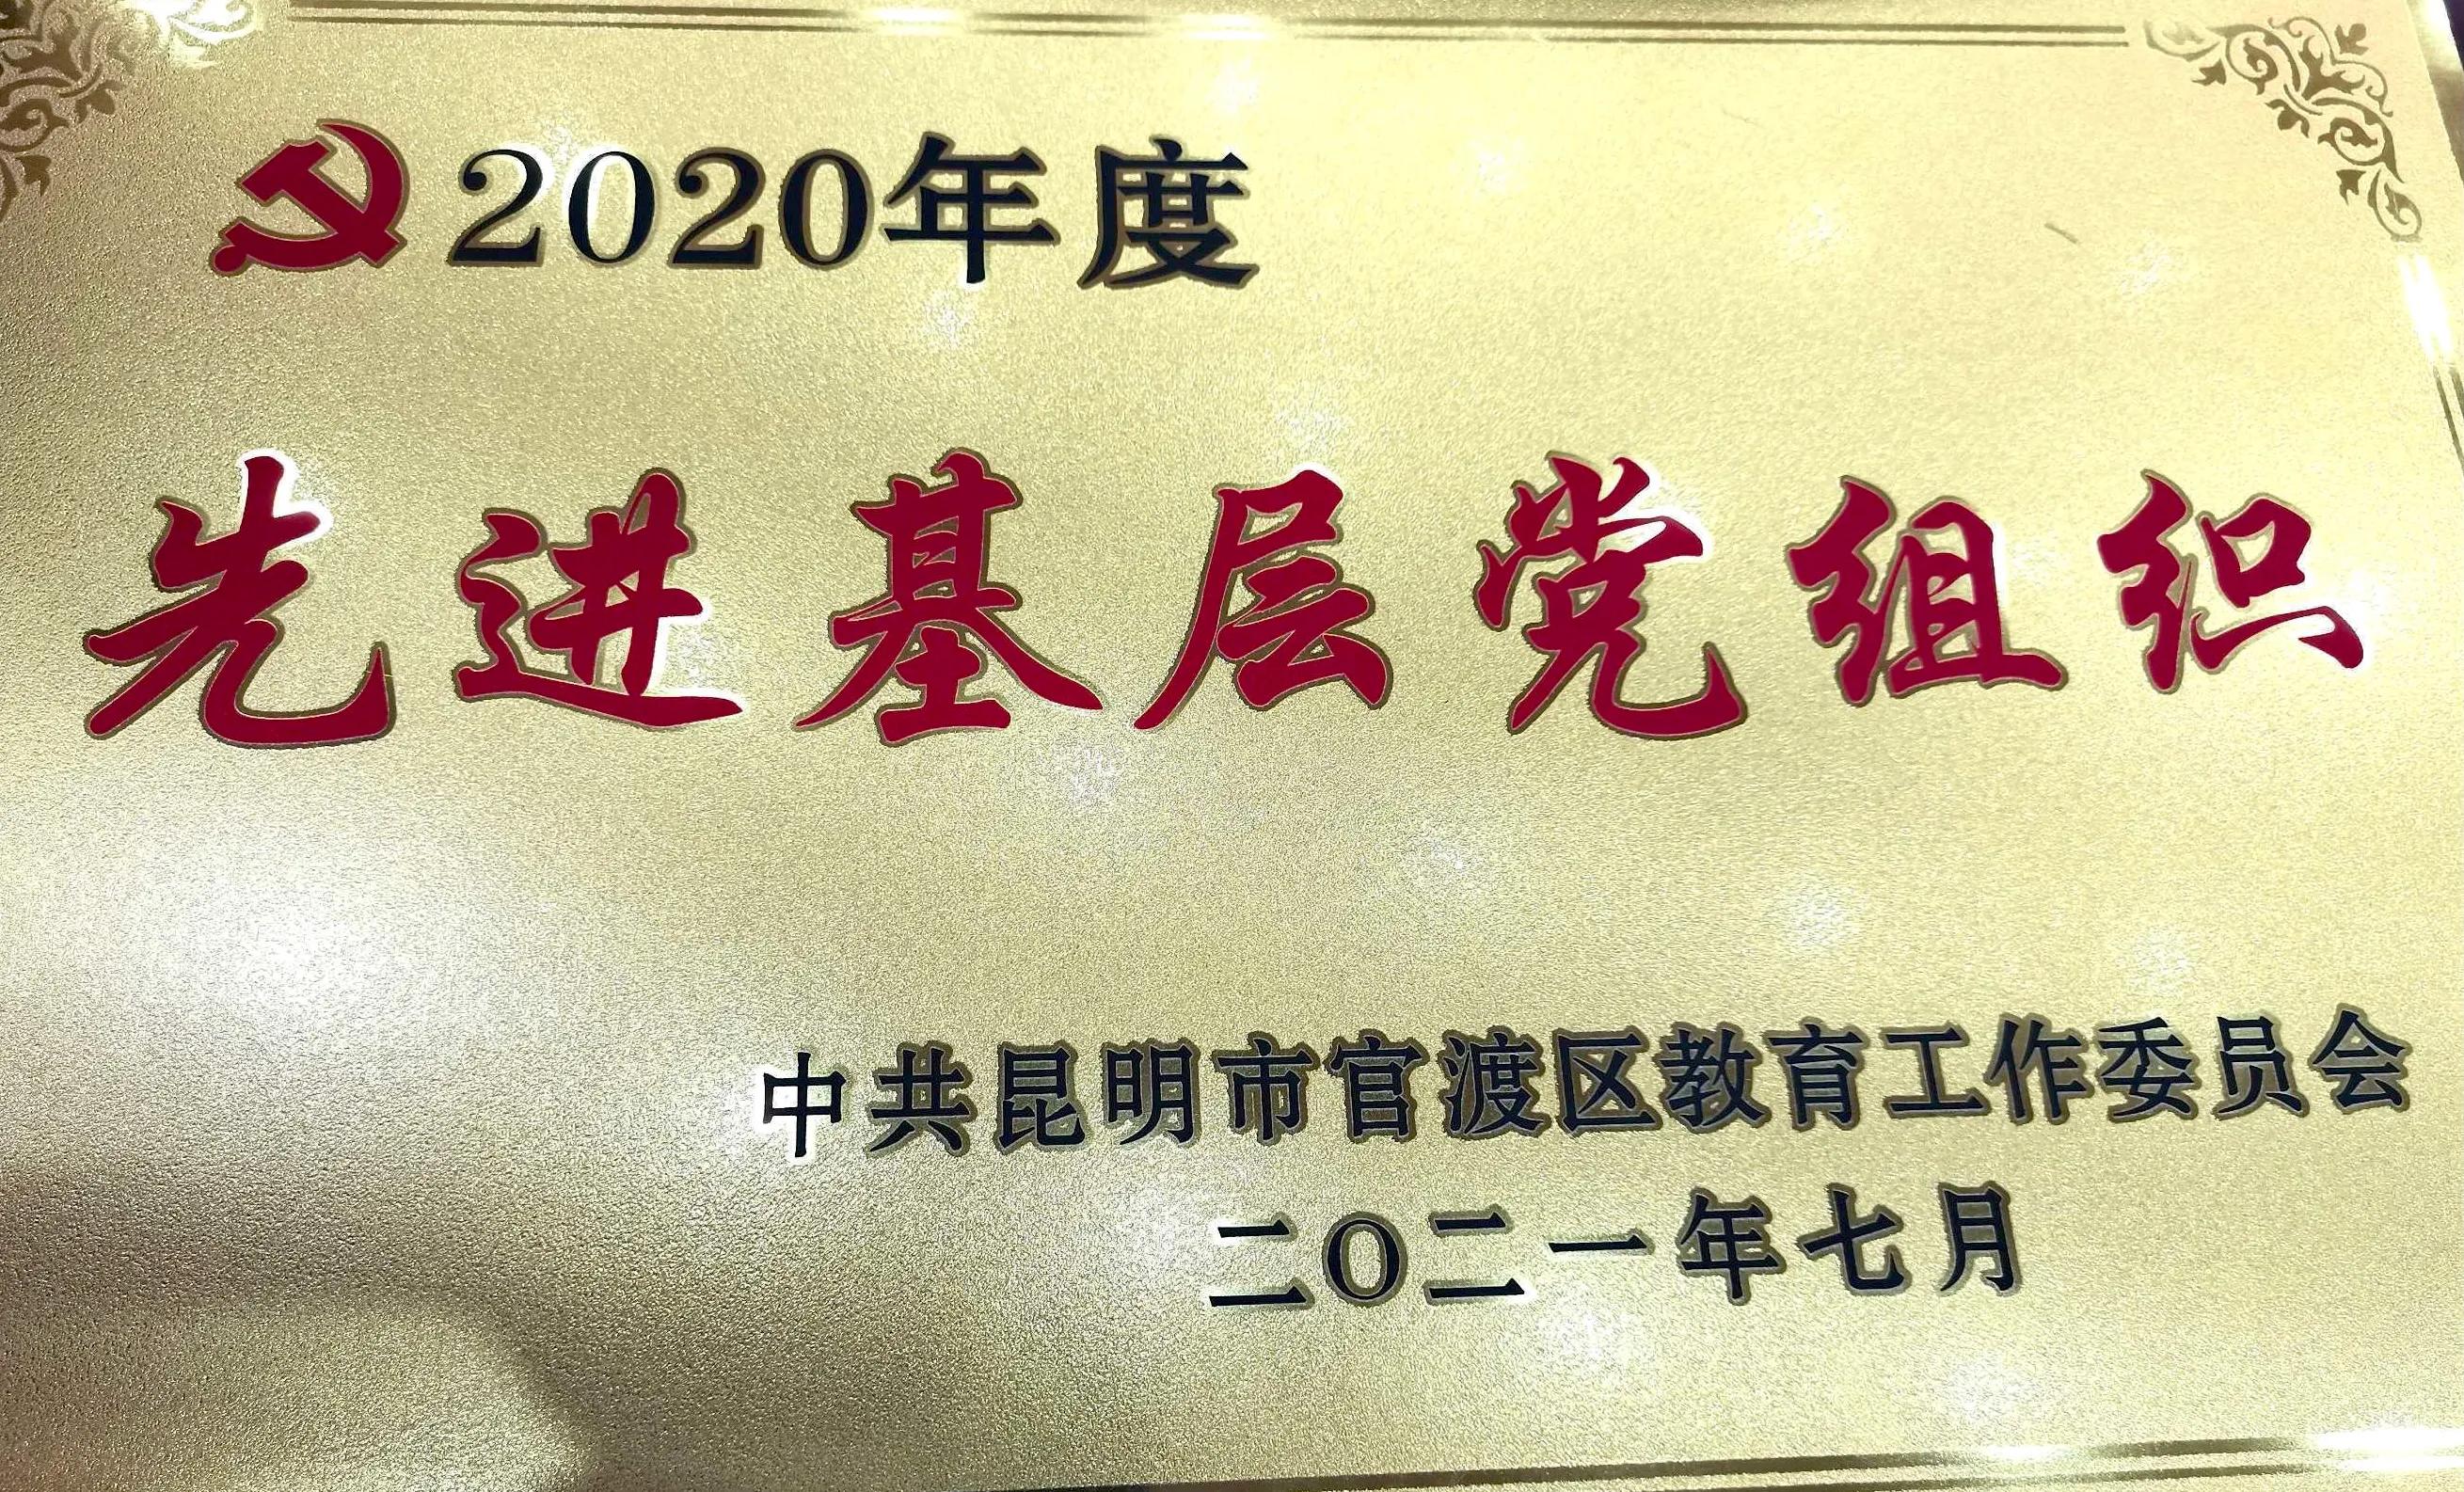 2020年度
先进基层党组织
中共昆明市官渡区教育工作委员会
二〇二一年七月